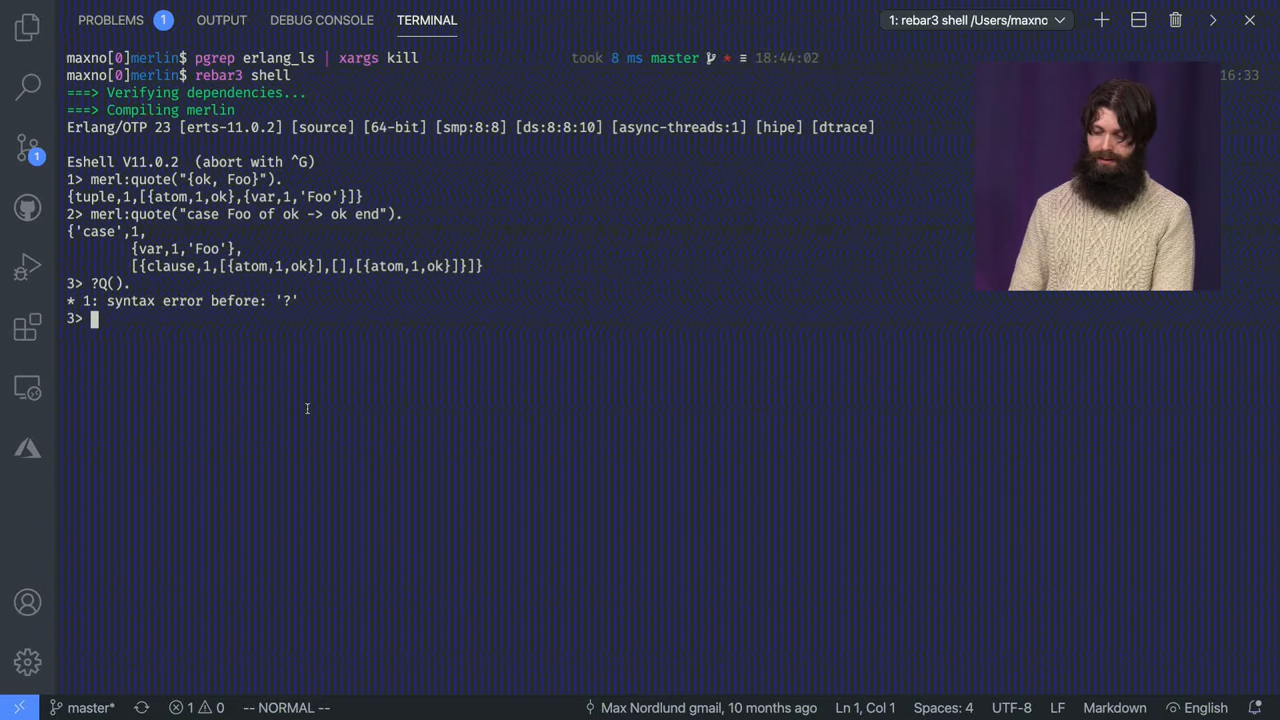 PROBLEMS 1 OUTPUT DEBUG CONSOLE TERMINAL 1: rebar3 shell /Users/maxno
maxno[0]merlin$ pgrep erlang_ls | xargs kill took 8 ms master * ≡ 18:44:02
maxno[0]merlin$ rebar3 shell 16:33
===> Verifying dependencies...
===> Compiling merlin
Erlang/OTP 23 [erts-11.0.2] [source] [64-bit] [smp:8:8] [ds:8:8:10] [async-threads:1] [hipe] [dtrace]
Eshell V11.0.2 (abort with ^G)
1> merl:quote("{ok, Foo}").
{tuple,1,[{atom,1,ok},{var,1,'Foo'}]}
2> merl:quote("case Foo of ok -> ok end").
{'case',1,
{var,1,'Foo'},
[{clause,1,[{atom,1,ok}],[],[{atom,1,ok}]}]}
3> ?Q().
* 1: syntax error before: '?'
3>
1
master* 1 0 -- NORMAL -- Max Nordlund gmail, 10 months ago Ln 1, Col 1 Spaces: 4 UTF-8 LF Markdown English